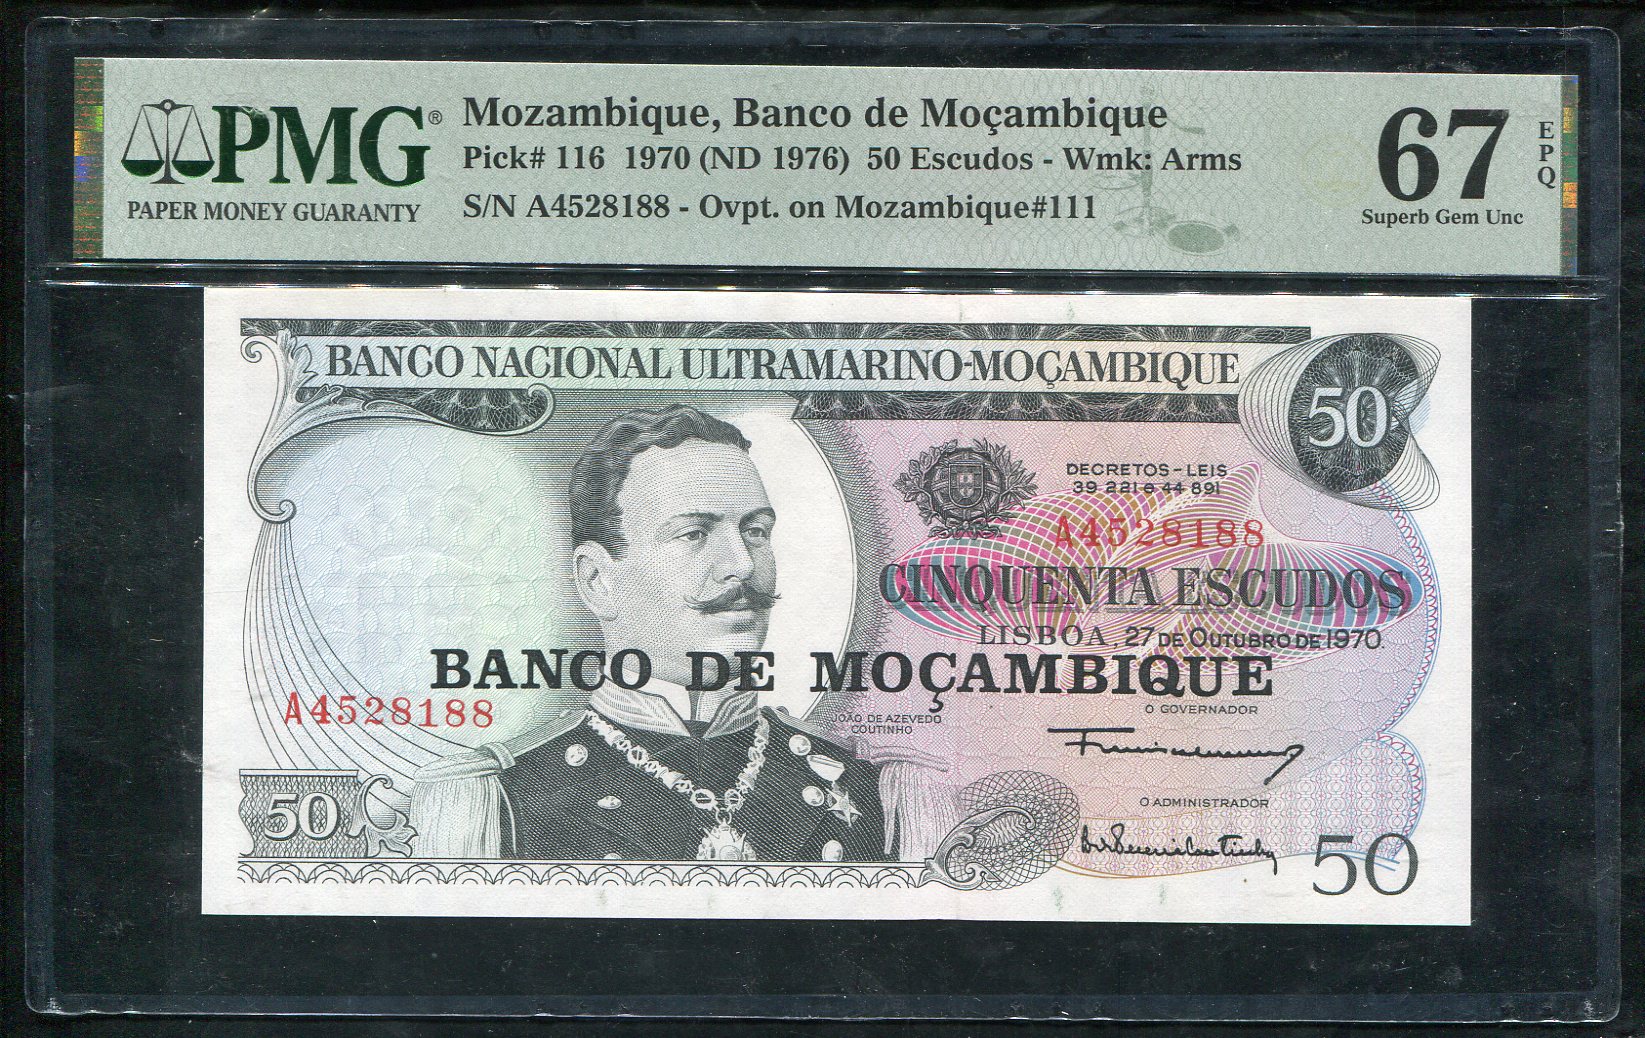 PMG®
PAPER MONEY GUARANTY
Mozambique, Banco de Moçambique
Pick# 116 1970 (ND 1976) 50 Escudos - Wmk: Arms
S/N A4528188 - Ovpt. on Mozambique#111
67
EPQ
Superb Gem Unc
BANCO NACIONAL ULTRAMARINO-MOÇAMBIQUE
50
DECRETOS-LEIS
39 221 e 44 891
A4528188
CINQUENTA ESCUDOS
LISBOA, 27 DE OUTUBRO DE 1970.
BANCO DE MOÇAMBIQUE
A4528188
JOÃO DE AZEVEDO
COUTINHO
O GOVERNADOR
O ADMINISTRADOR
50
50